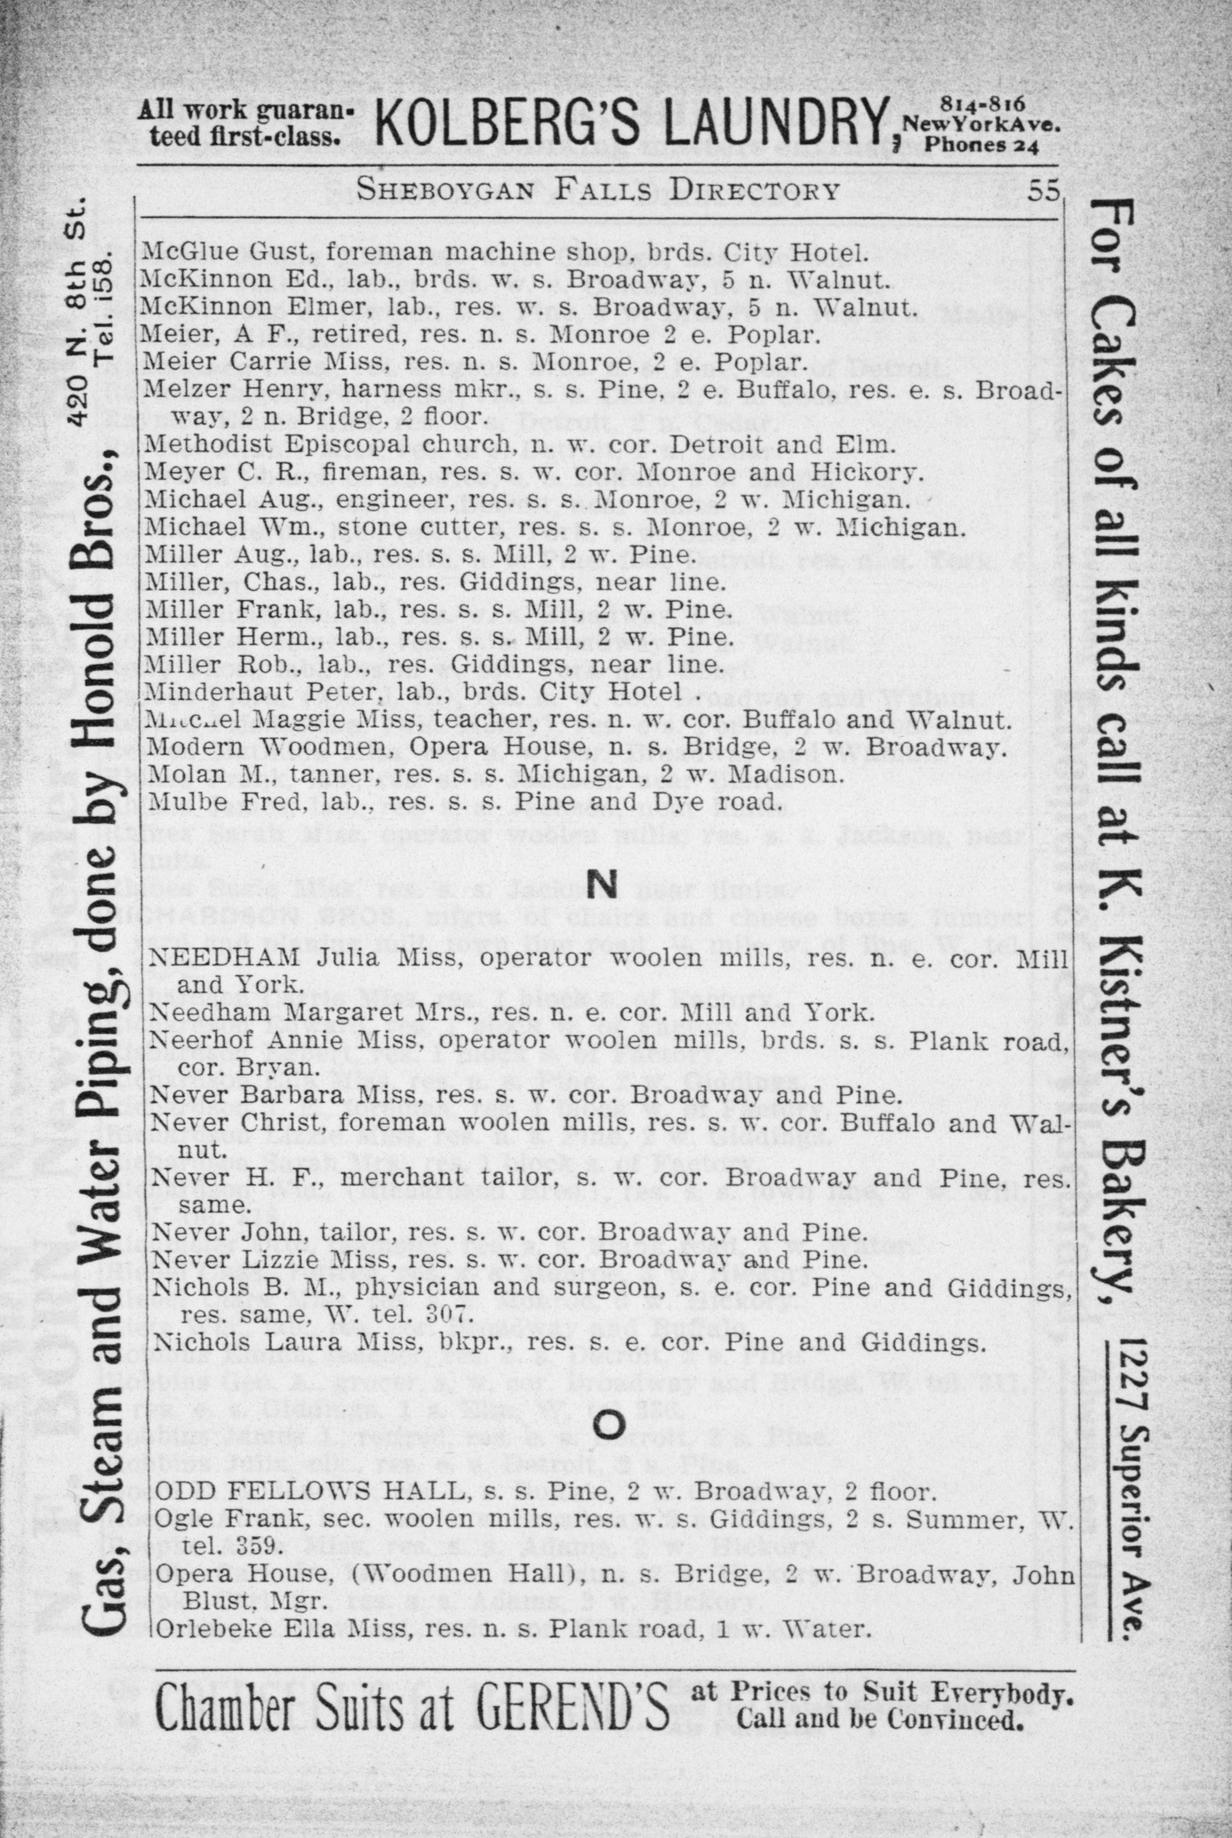 All work guaran-
teed first-class.
KOLBERG'S LAUNDRY,
814-816
New York Ave.
Phones 24
SHEBOYGAN FALLS DIRECTORY 55
McGlue Gust, foreman machine shop, brds. City Hotel.
McKinnon Ed., lab., brds. w. s. Broadway, 5 n. Walnut.
McKinnon Elmer, lab., res. w. s. Broadway, 5 n. Walnut.
Meier, A F., retired, res. n. s. Monroe 2 e. Poplar.
Meier Carrie Miss, res. n. s. Monroe, 2 e. Poplar.
Melzer Henry, harness mkr., s. s. Pine, 2 e. Buffalo, res. e. s. Broad-
way, 2 n. Bridge, 2 floor.
Methodist Episcopal church, n. w. cor. Detroit and Elm.
Meyer C. R., fireman, res. s. w. cor. Monroe and Hickory.
Michael Aug., engineer, res. s. s. Monroe, 2 w. Michigan.
Michael Wm., stone cutter, res. s. s. Monroe, 2 w. Michigan.
Miller Aug., lab., res. s. s. Mill, 2 w. Pine.
Miller, Chas., lab., res. Giddings, near line.
Miller Frank, lab., res. s. s. Mill, 2 w. Pine.
Miller Herm., lab., res. s. s. Mill, 2 w. Pine.
Miller Rob., lab., res. Giddings, near line.
Minderhaut Peter, lab., brds. City Hotel
Maggie Miss, teacher, res. n. w. cor. Buffalo and Walnut.
Modern Woodmen, Opera House, n. s. Bridge, 2 w. Broadway.
Molan M., tanner, res. s. s. Michigan, 2 w. Madison.
Mulbe Fred, lab., res. s. s. Pine and Dye road.
N
NEEDHAM Julia Miss, operator woolen mills, res. n. e. cor. Mill
and York.
Needham Margaret Mrs., res. n. e. cor. Mill and York.
Neerhof Annie Miss, operator woolen mills, brds. s. s. Plank road,
cor. Bryan.
Never Barbara Miss, res. s. w. cor. Broadway and Pine.
Never Christ, foreman woolen mills, res. s. w. cor. Buffalo and Wal-
nut.
Never H. F., merchant tailor, s. w. cor. Broadway and Pine, res.
same.
Never John, tailor, res. s. w. cor. Broadway and Pine.
Never Lizzie Miss, res. s. w. cor. Broadway and Pine.
Nichols B. M., physician and surgeon, s. e. cor. Pine and Giddings,
res. same, W. tel. 307.
Nichols Laura Miss, bkpr., res. s. e. cor. Pine and Giddings.
O
ODD FELLOWS HALL, s. s. Pine, 2 w. Broadway, 2 floor.
Ogle Frank, sec. woolen mills, res. w. s. Giddings, 2 s. Summer, W.
tel. 359.
Opera House, (Woodmen Hall), n. s. Bridge, 2 w. Broadway, John
Blust, Mgr.
Orlebeke Ella Miss, res. n. s. Plank road, 1 w. Water.
Chamber Suits at GEREND'S
at Prices to Suit Everybody.
Call and be Convinced.
Gas, Steam and Water Piping, done by Honold Bros.,
420 N. 8th St.
Tel. 158.
For Cakes of all kinds call at K. Kistner's Bakery, 1227 Superior Ave.